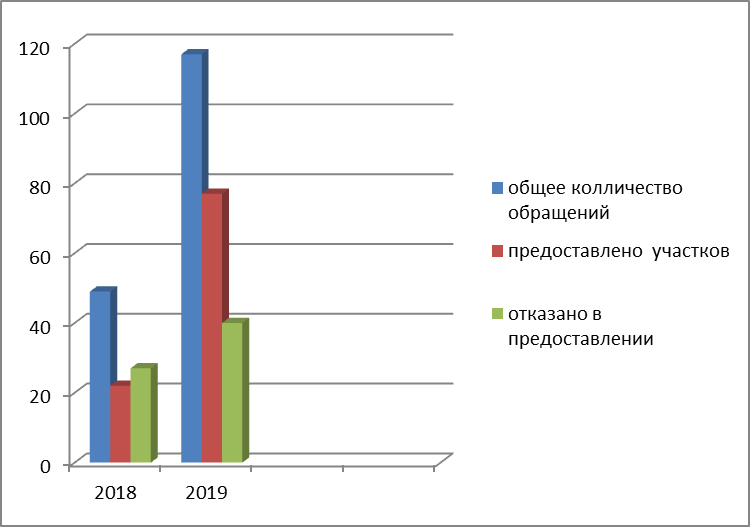 120
100
80
60
40
20
0
2018 2019
общее колличество
обращений
предоставлено участков
отказано в
предоставлении